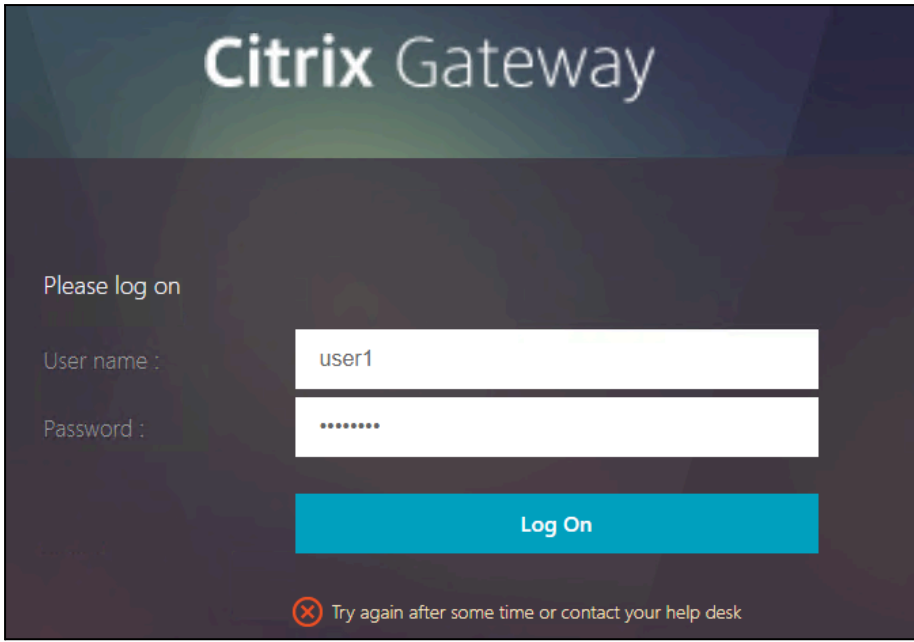 Citrix Gateway
Please log on
User name :
user1
Password :
••••••••
Log On
Try again after some time or contact your help desk